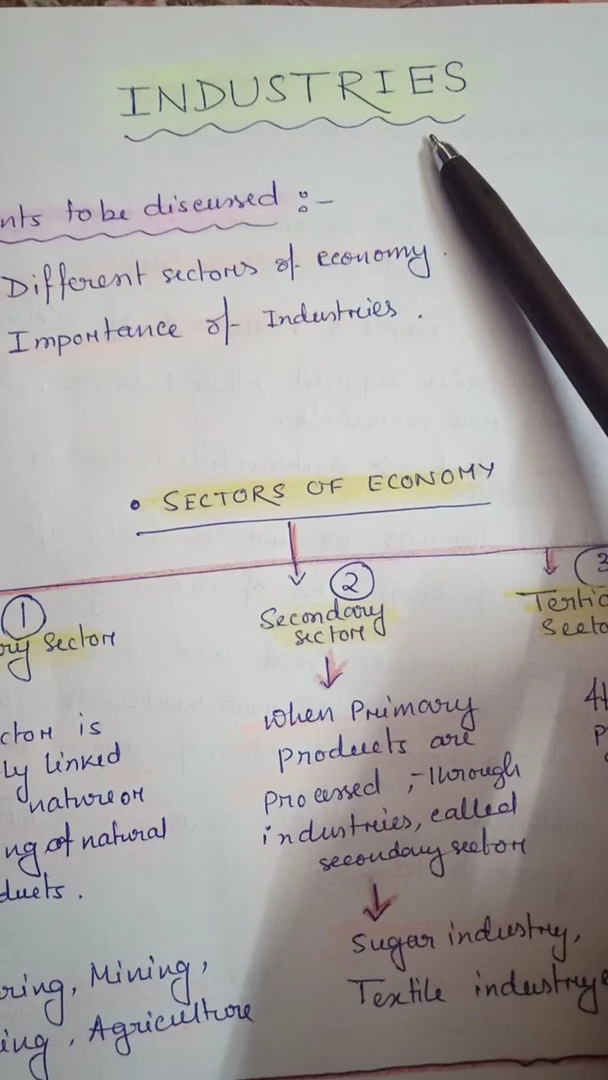 INDUSTRIES
nts to be discussed :-
Different sectors of economy.
Importance of Industries.
• SECTORS OF ECONOMY
1
ry sector
ctor is
ly linked
nature or
ng of natural
ducts.
ring, Mining,
ing, Agriculture
2
Secondary
sector
When Primary
Products are
Processed, through
industries, called
secondary sector
Sugar industry,
Textile industry
3
Tertia
Secto